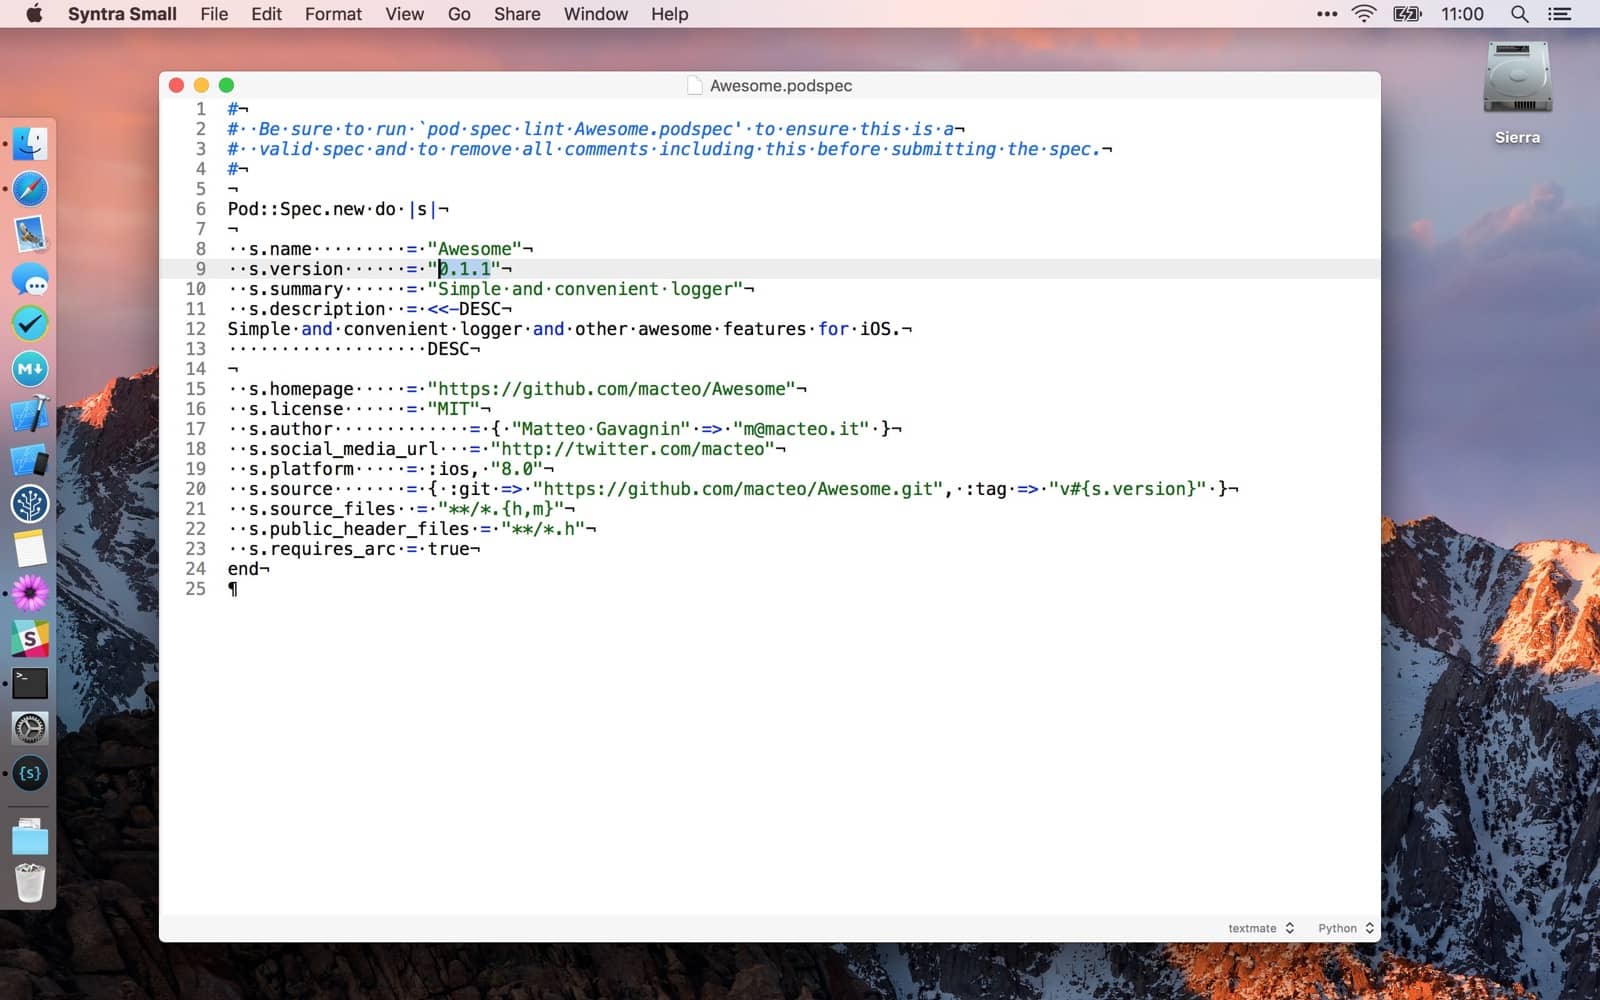 Syntra Small File Edit Format View Go Share Window Help 11:00
Sierra
Awesome.podspec
1 #¬
2 #··Be·sure·to·run·`pod·spec·lint·Awesome.podspec'·to·ensure·this·is·a¬
3 #··valid·spec·and·to·remove·all·comments·including·this·before·submitting·the·spec.¬
4 #¬
5 ¬
6 Pod::Spec.new·do·|s|¬
7 ¬
8 ··s.name·········=·"Awesome"¬
9 ··s.version······=·"0.1.1"¬
10 ··s.summary······=·"Simple·and·convenient·logger"¬
11 ··s.description··=·<<-DESC¬
12 Simple·and·convenient·logger·and·other·awesome·features·for·iOS.¬
13 ···················DESC¬
14 ¬
15 ··s.homepage·····=·"https://github.com/macteo/Awesome"¬
16 ··s.license······=·"MIT"¬
17 ··s.author·············=·{·"Matteo·Gavagnin"·=>·"m@macteo.it"·}¬
18 ··s.social_media_url···=·"http://twitter.com/macteo"¬
19 ··s.platform·····=·:ios,·"8.0"¬
20 ··s.source·······=·{·:git·=>·"https://github.com/macteo/Awesome.git",·:tag·=>·"v#{s.version}"·}¬
21 ··s.source_files··=·"**/*.{h,m}"¬
22 ··s.public_header_files·=·"**/*.h"¬
23 ··s.requires_arc·=·true¬
24 end¬
25 ¶
M↓
S
>_
{s}
textmate Python